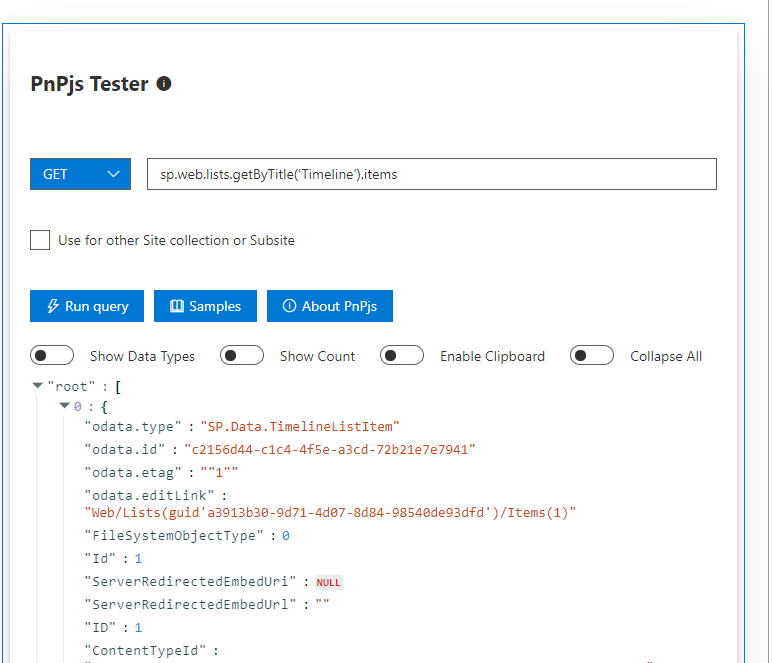 PnPjs Tester
GET sp.web.lists.getByTitle('Timeline').items
Use for other Site collection or Subsite
Run query Samples About PnPjs
Show Data Types Show Count Enable Clipboard Collapse All
"root" : [
0 : {
"odata.type" : "SP.Data.TimelineListItem"
"odata.id" : "c2156d44-c1c4-4f5e-a3cd-72b21e7e7941"
"odata.etag" : ""1""
"odata.editLink" :
"Web/Lists(guid'a3913b30-9d71-4d07-8d84-98540de93dfd')/Items(1)"
"FileSystemObjectType" : 0
"Id" : 1
"ServerRedirectedEmbedUri" : NULL
"ServerRedirectedEmbedUrl" : ""
"ID" : 1
"ContentTypeId" :